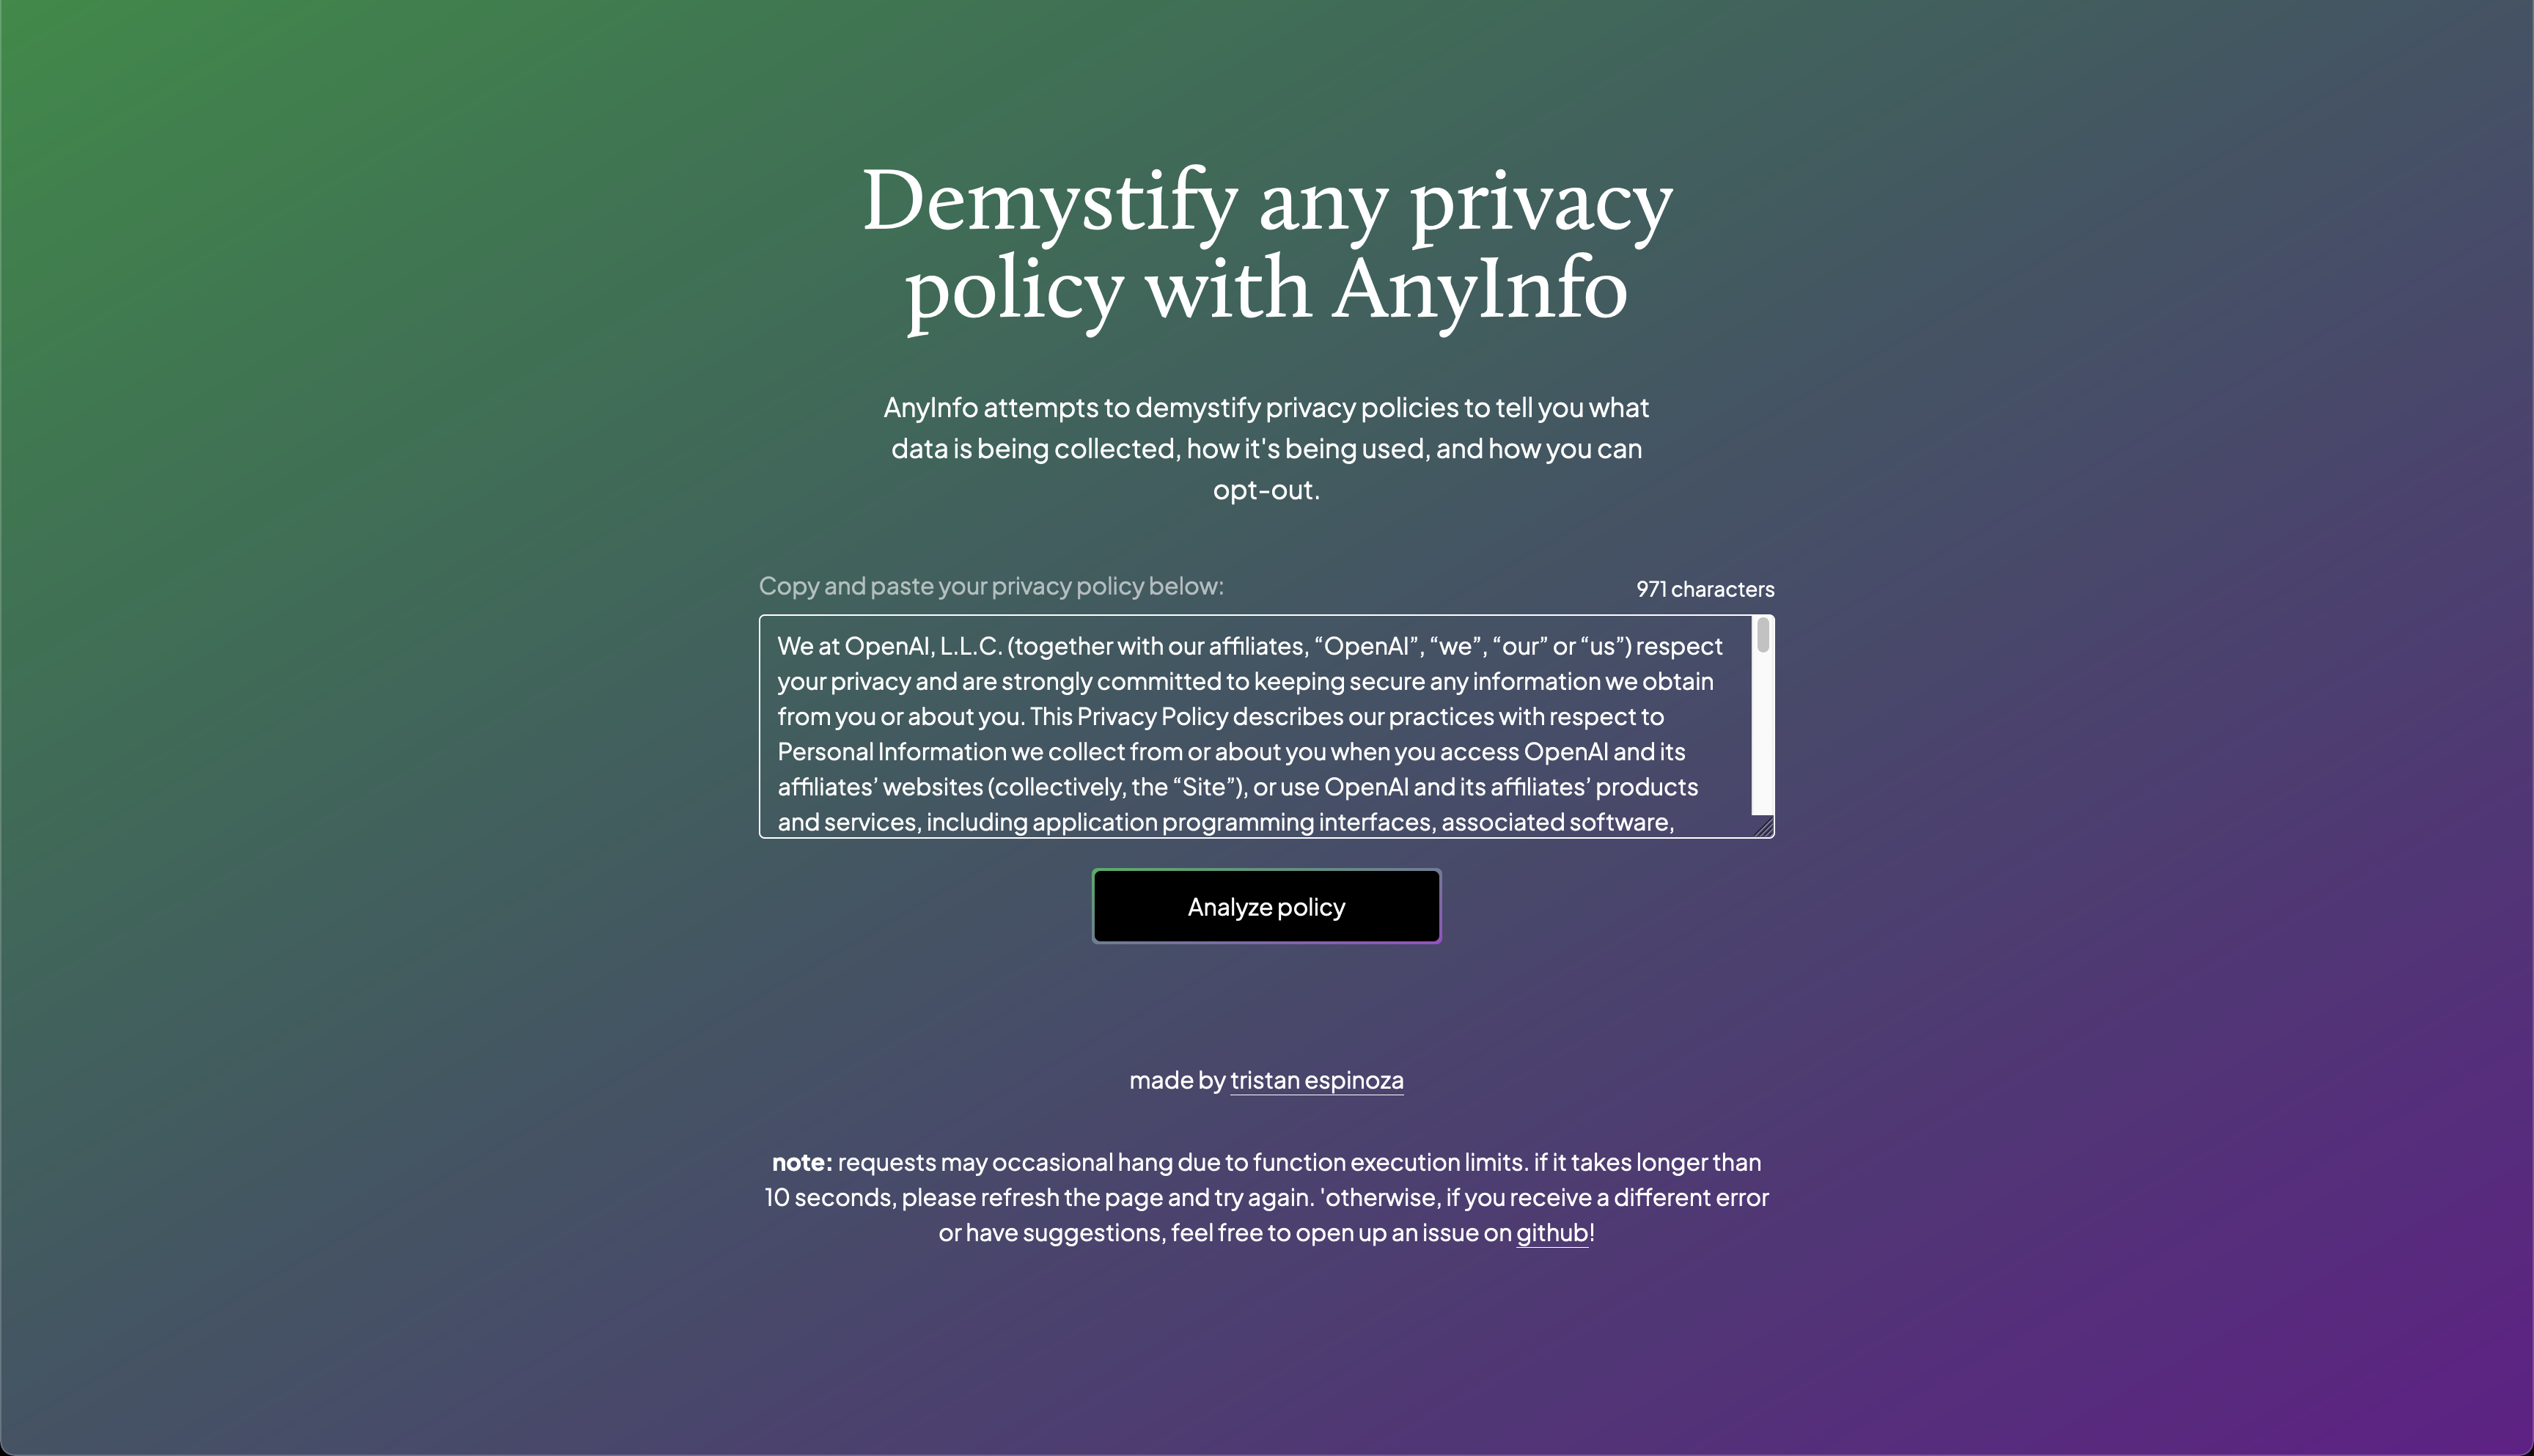 Demystify any privacy
policy with AnyInfo
AnyInfo attempts to demystify privacy policies to tell you what
data is being collected, how it's being used, and how you can
opt-out.
Copy and paste your privacy policy below:
971 characters
We at OpenAI, L.L.C. (together with our affiliates, “OpenAI”, “we”, “our” or “us”) respect
your privacy and are strongly committed to keeping secure any information we obtain
from you or about you. This Privacy Policy describes our practices with respect to
Personal Information we collect from or about you when you access OpenAI and its
affiliates’ websites (collectively, the “Site”), or use OpenAI and its affiliates’ products
and services, including application programming interfaces, associated software,
Analyze policy
made by tristan espinoza
note: requests may occasional hang due to function execution limits. if it takes longer than
10 seconds, please refresh the page and try again. 'otherwise, if you receive a different error
or have suggestions, feel free to open up an issue on github!